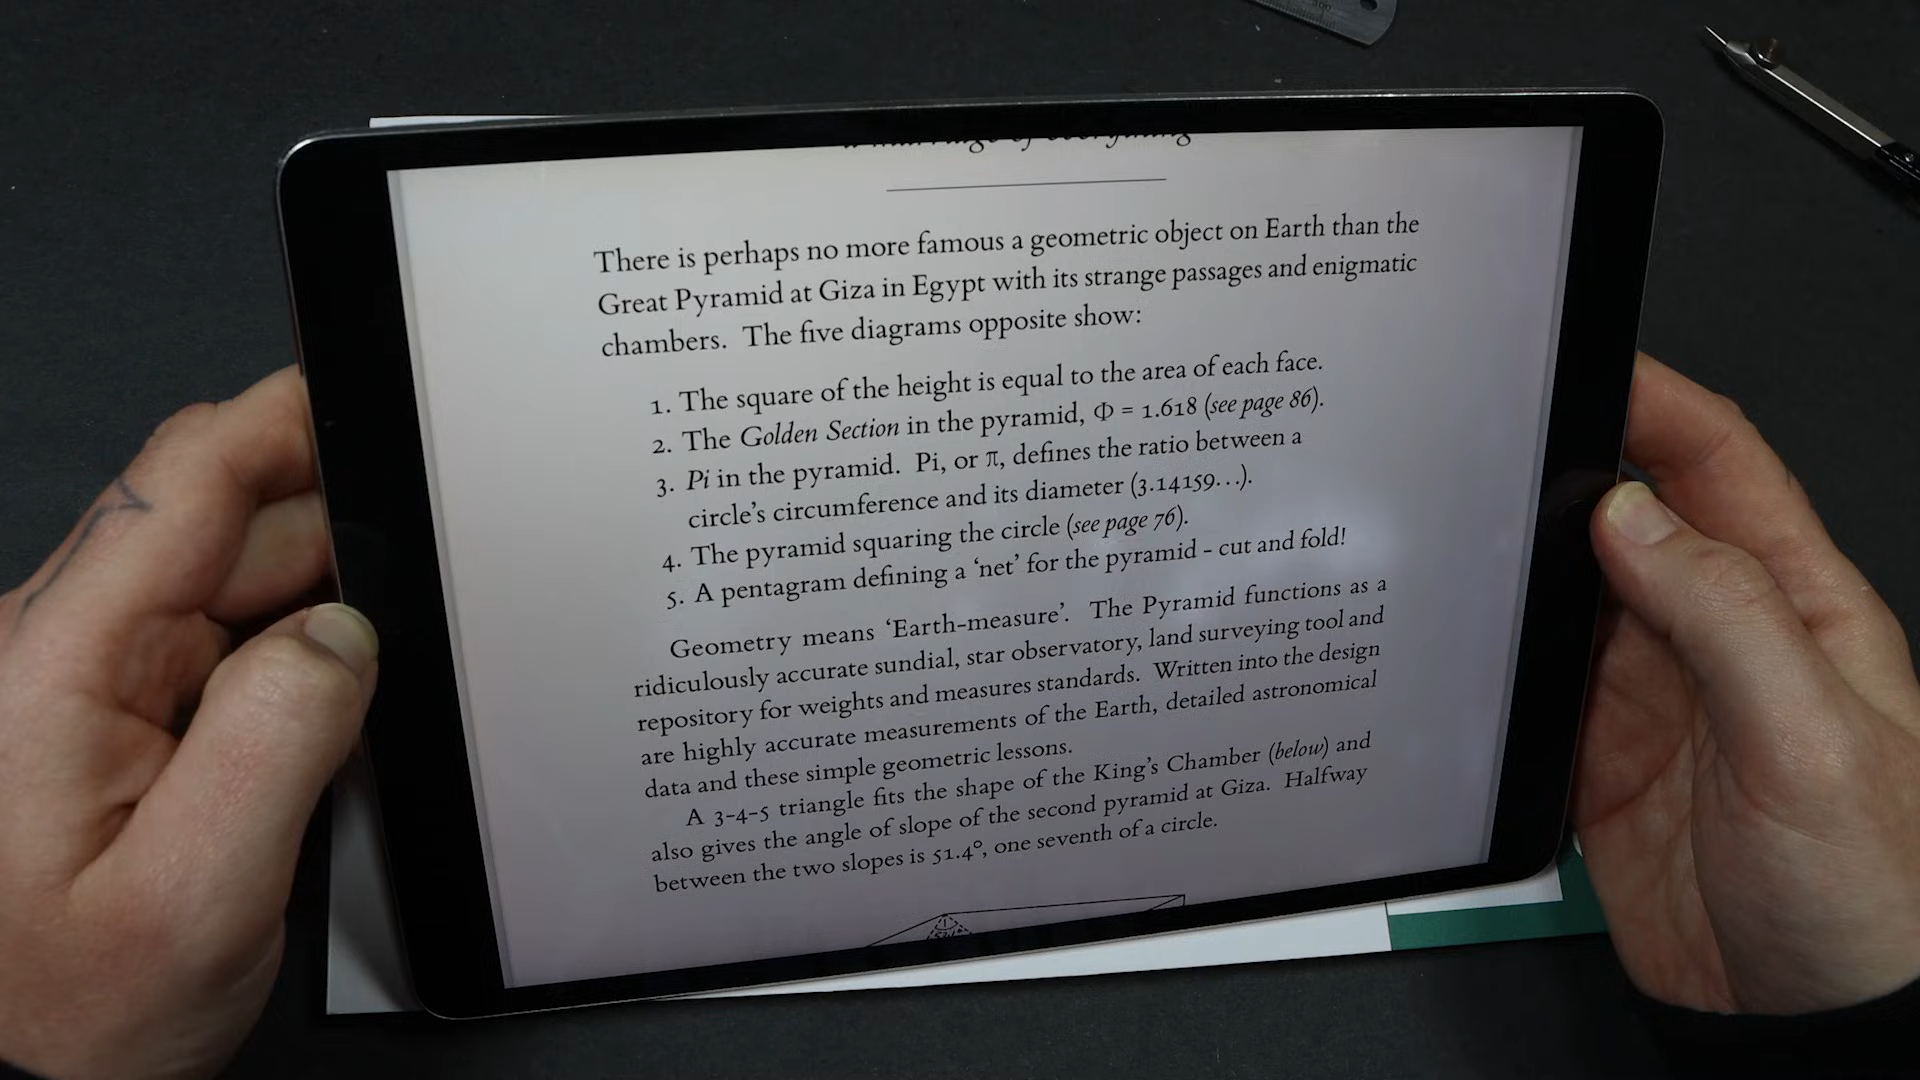 a marriage of everything
There is perhaps no more famous a geometric object on Earth than the
Great Pyramid at Giza in Egypt with its strange passages and enigmatic
chambers. The five diagrams opposite show:
1. The square of the height is equal to the area of each face.
2. The Golden Section in the pyramid, Φ = 1.618 (see page 86).
3. Pi in the pyramid. Pi, or π, defines the ratio between a
circle's circumference and its diameter (3.14159...).
4. The pyramid squaring the circle (see page 76).
5. A pentagram defining a 'net' for the pyramid - cut and fold!
Geometry means 'Earth-measure'. The Pyramid functions as a
ridiculously accurate sundial, star observatory, land surveying tool and
repository for weights and measures standards. Written into the design
are highly accurate measurements of the Earth, detailed astronomical
data and these simple geometric lessons.
A 3-4-5 triangle fits the shape of the King's Chamber (below) and
also gives the angle of slope of the second pyramid at Giza. Halfway
between the two slopes is 51.4°, one seventh of a circle.